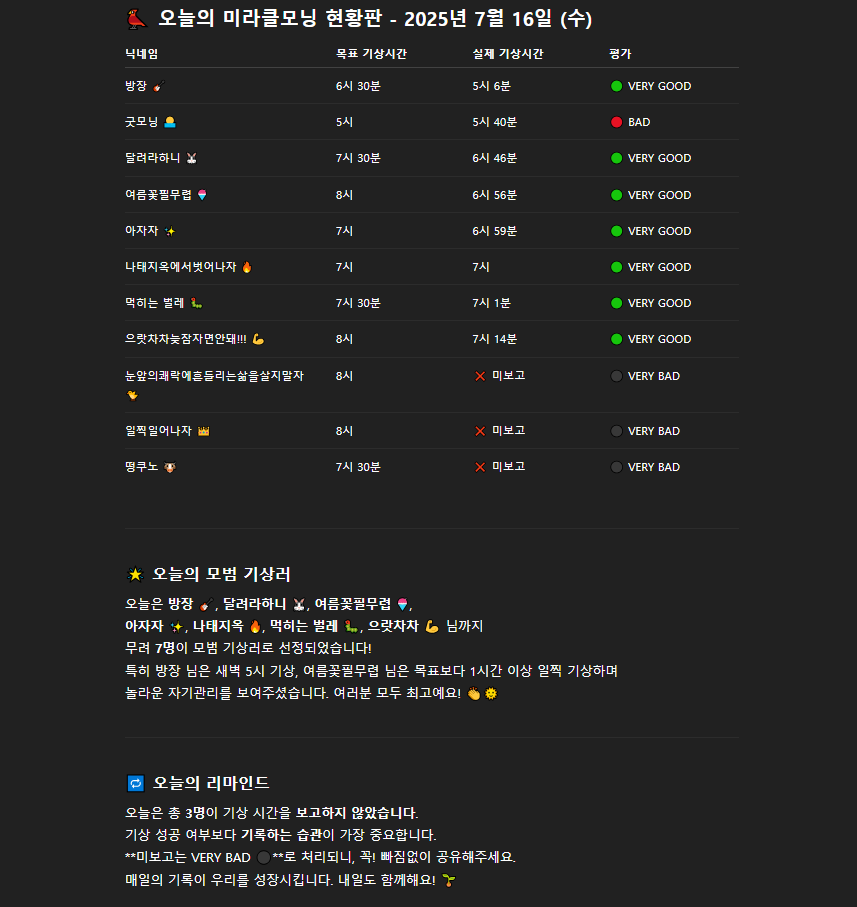 오늘의 미라클모닝 현황판 - 2025년 7월 16일 (수)
닉네임 목표 기상시간 실제 기상시간 평가
방장 🎸 6시 30분 5시 6분 🟢 VERY GOOD
굿모닝 5시 5시 40분 🔴 BAD
달려라하니 🐰 7시 30분 6시 46분 🟢 VERY GOOD
여름꽃필무렵 🍧 8시 6시 56분 🟢 VERY GOOD
아자자 ✨ 7시 6시 59분 🟢 VERY GOOD
나태지옥에서벗어나자 🔥 7시 7시 🟢 VERY GOOD
먹히는 벌레 🐛 7시 30분 7시 1분 🟢 VERY GOOD
으랏차차늦잠자면안돼!!! 💪 8시 7시 14분 🟢 VERY GOOD
눈앞의쾌락에흔들리는삶을살지말자 8시 ❌ 미보고 ⚫ VERY BAD
🐤
일찍일어나자 👑 8시 ❌ 미보고 ⚫ VERY BAD
떵쿠노 🐮 7시 30분 ❌ 미보고 ⚫ VERY BAD
🌟 오늘의 모범 기상러
오늘은 방장 🎸, 달려라하니 🐰, 여름꽃필무렵 🍧,
아자자 ✨, 나태지옥 🔥, 먹히는 벌레 🐛, 으랏차차 💪 님까지
무려 7명이 모범 기상러로 선정되었습니다!
특히 방장 님은 새벽 5시 기상, 여름꽃필무렵 님은 목표보다 1시간 이상 일찍 기상하며
놀라운 자기관리를 보여주셨습니다. 여러분 모두 최고예요! 👏🌞
🔁 오늘의 리마인드
오늘은 총 3명이 기상 시간을 보고하지 않았습니다.
기상 성공 여부보다 기록하는 습관이 가장 중요합니다.
**미보고는 VERY BAD ⚫**로 처리되니, 꼭! 빠짐없이 공유해주세요.
매일의 기록이 우리를 성장시킵니다. 내일도 함께해요! 🌱